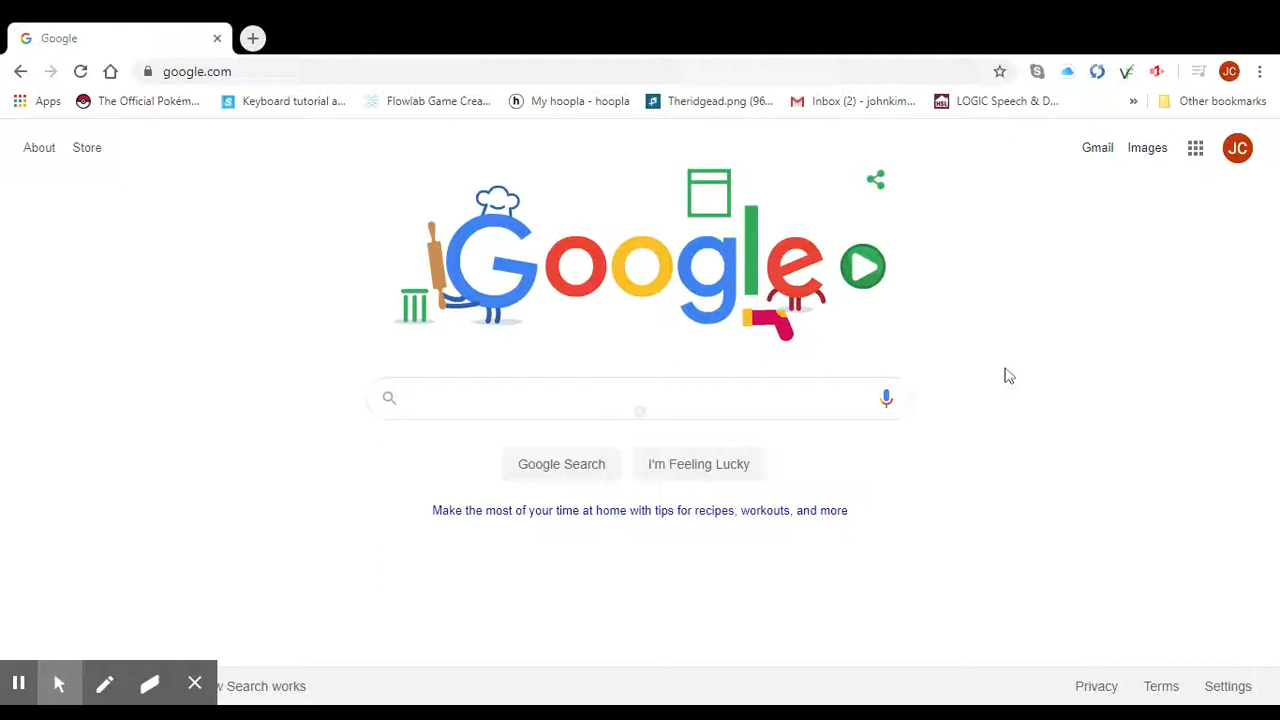 Google
google.com
JC
Apps
The Official Pokém...
Keyboard tutorial a...
Flowlab Game Crea...
My hoopla - hoopla
Theridgead.png (96...
Inbox (2) - johnkim...
LOGIC Speech & D...
»
Other bookmarks
About
Store
Gmail
Images
JC
Google
Google Search
I'm Feeling Lucky
Make the most of your time at home with tips for recipes, workouts, and more
w Search works
Privacy
Terms
Settings